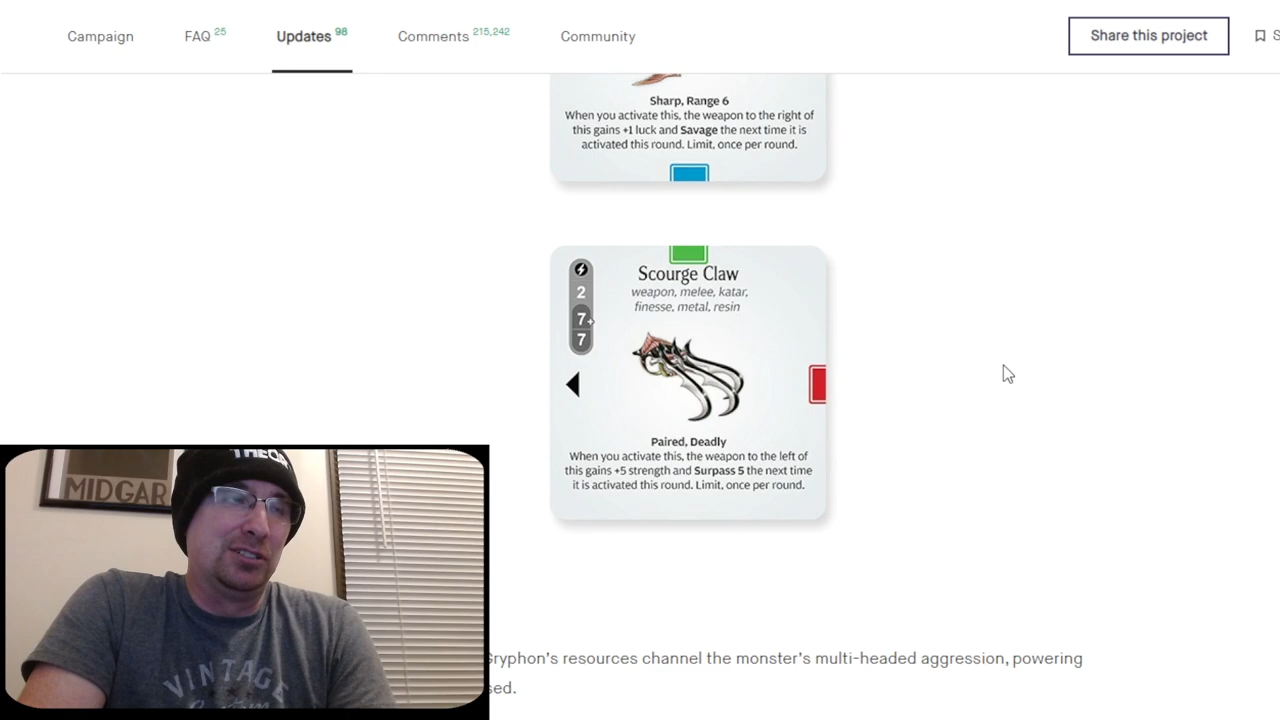 Campaign
FAQ 25
Updates 98
Comments 215,242
Community
Share this project
S
Sharp, Range 6
When you activate this, the weapon to the right of
this gains +1 luck and Savage the next time it is
activated this round. Limit, once per round.
Scourge Claw
weapon, melee, katar,
finesse, metal, resin
2
7+
7
Paired, Deadly
When you activate this, the weapon to the left of
this gains +5 strength and Surpass 5 the next time
it is activated this round. Limit, once per round.
MIDGAR
VINTAGE
Gryphon's resources channel the monster's multi-headed aggression, powering